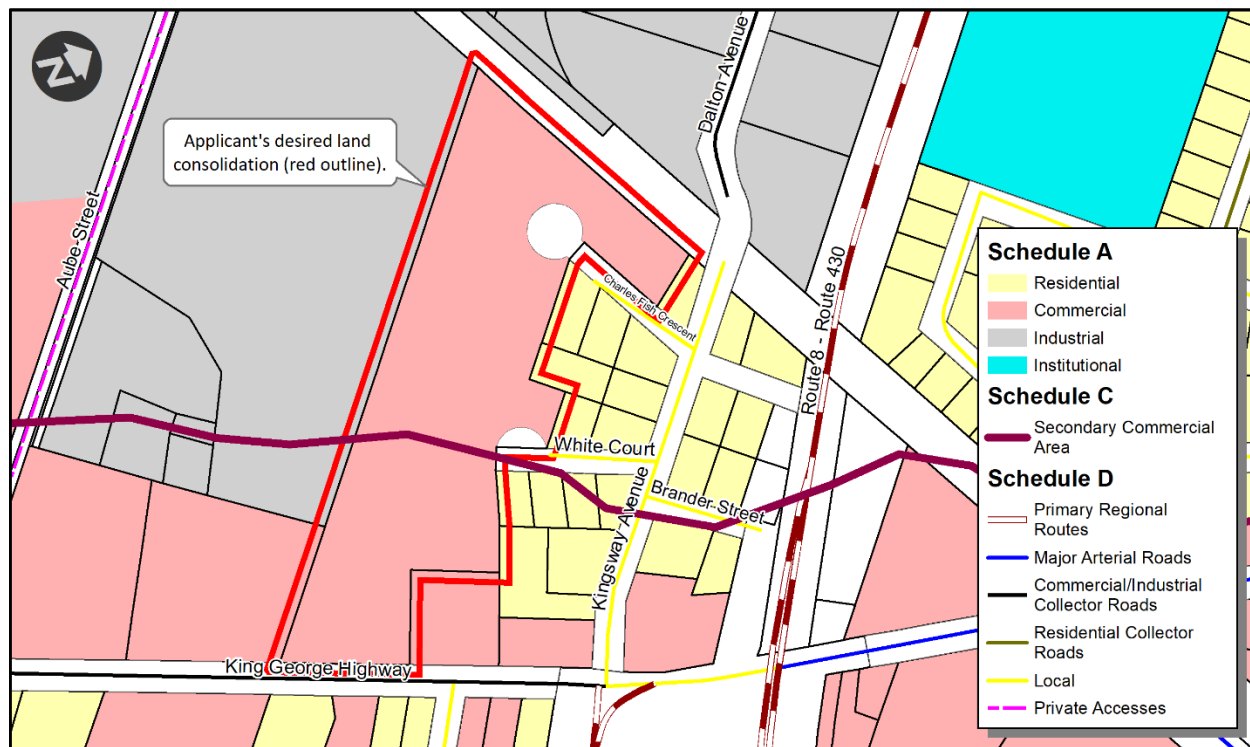 N
Dalton Avenue
Applicant's desired land
consolidation (red outline).
Aube Street
Charles Fish Crescent
Route 8 - Route 430
White Court
Brander Street
Kingsway Avenue
King George Highway
Schedule A
Residential
Commercial
Industrial
Institutional
Schedule C
Secondary Commercial
Area
Schedule D
Primary Regional
Routes
Major Arterial Roads
Commercial/Industrial
Collector Roads
Residential Collector
Roads
Local
Private Accesses